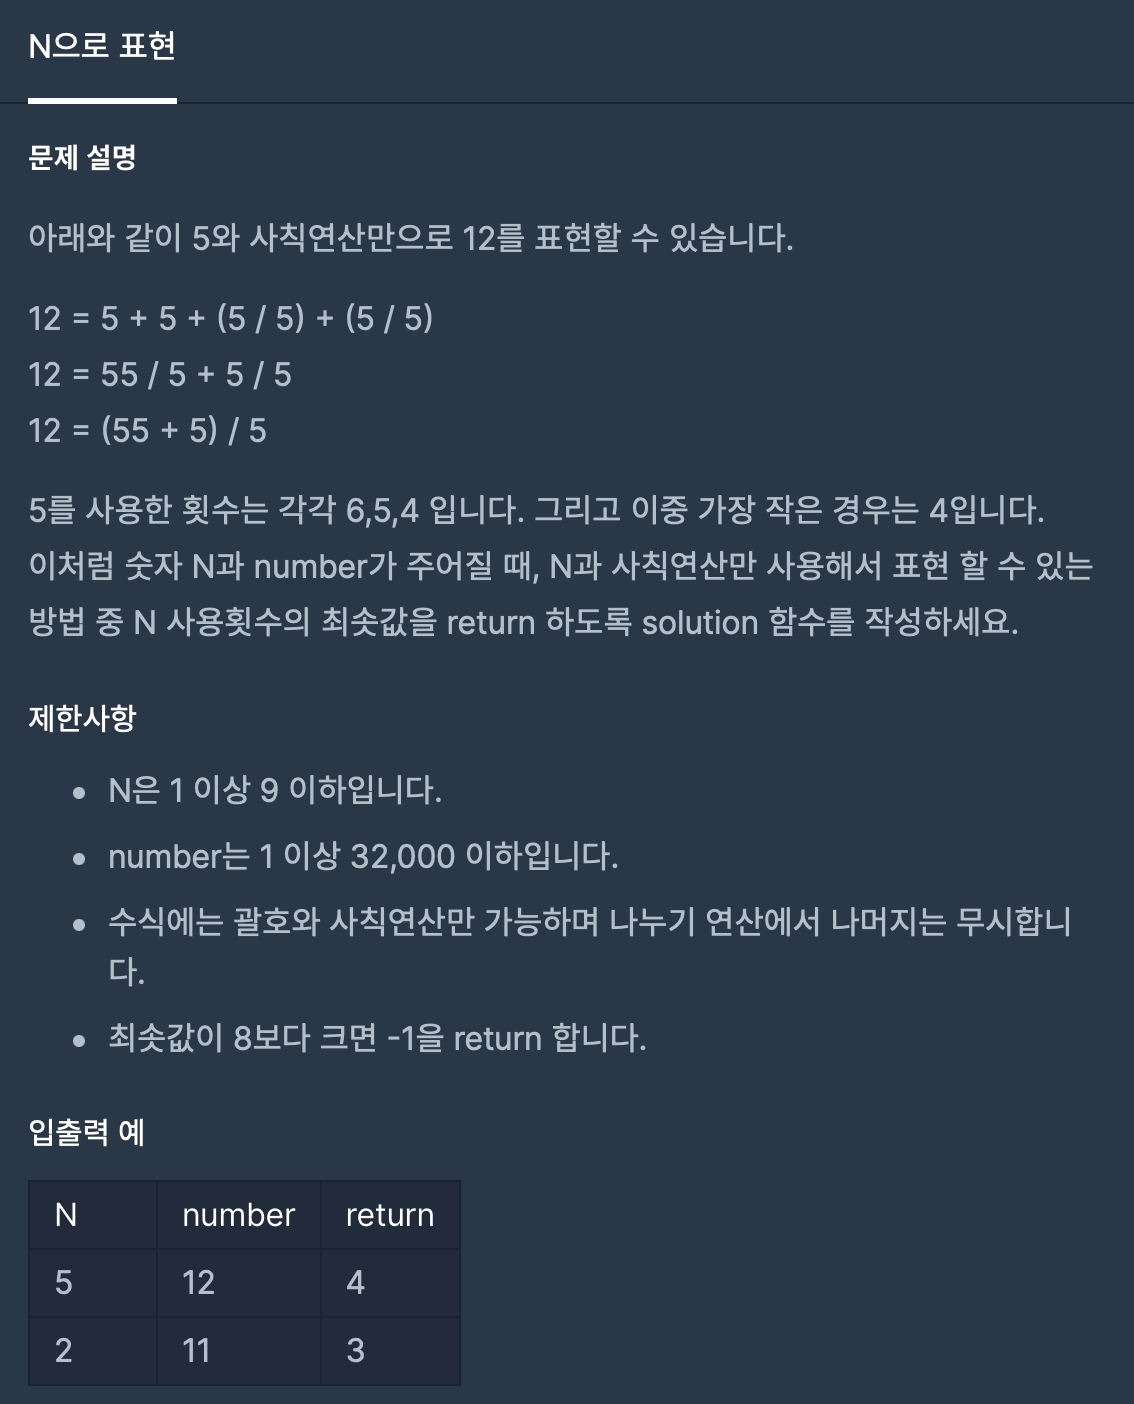 N으로 표현
문제 설명
아래와 같이 5와 사칙연산만으로 12를 표현할 수 있습니다.
12 = 5 + 5 + (5 / 5) + (5 / 5)
12 = 55 / 5 + 5 / 5
12 = (55 + 5) / 5
5를 사용한 횟수는 각각 6,5,4 입니다. 그리고 이중 가장 작은 경우는 4입니다.
이처럼 숫자 N과 number가 주어질 때, N과 사칙연산만 사용해서 표현 할 수 있는
방법 중 N 사용횟수의 최솟값을 return 하도록 solution 함수를 작성하세요.
제한사항
• N은 1 이상 9 이하입니다.
• number는 1 이상 32,000 이하입니다.
• 수식에는 괄호와 사칙연산만 가능하며 나누기 연산에서 나머지는 무시합니
다.
• 최솟값이 8보다 크면 -1을 return 합니다.
입출력 예
N number return
5 12 4
2 11 3